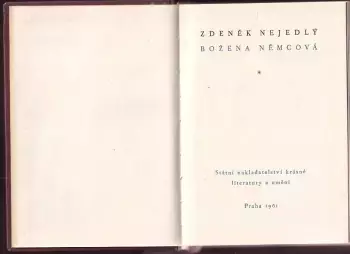 ZDENĚK NEJEDLÝ
BOŽENA NĚMCOVÁ
*
Státní nakladatelství krásné
literatury a umění
Praha 1961